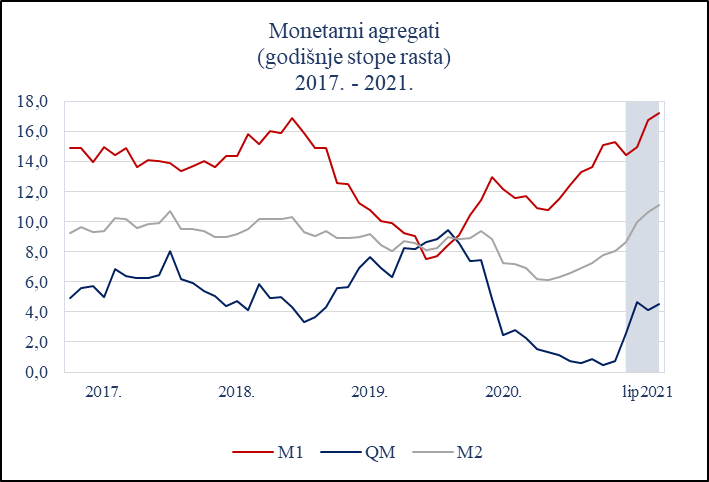 Monetarni agregati
(godišnje stope rasta)
2017. - 2021.
18,0
16,0
14,0
12,0
10,0
8,0
6,0
4,0
2,0
0,0
2017. 2018. 2019. 2020. lip2021
M1 QM M2